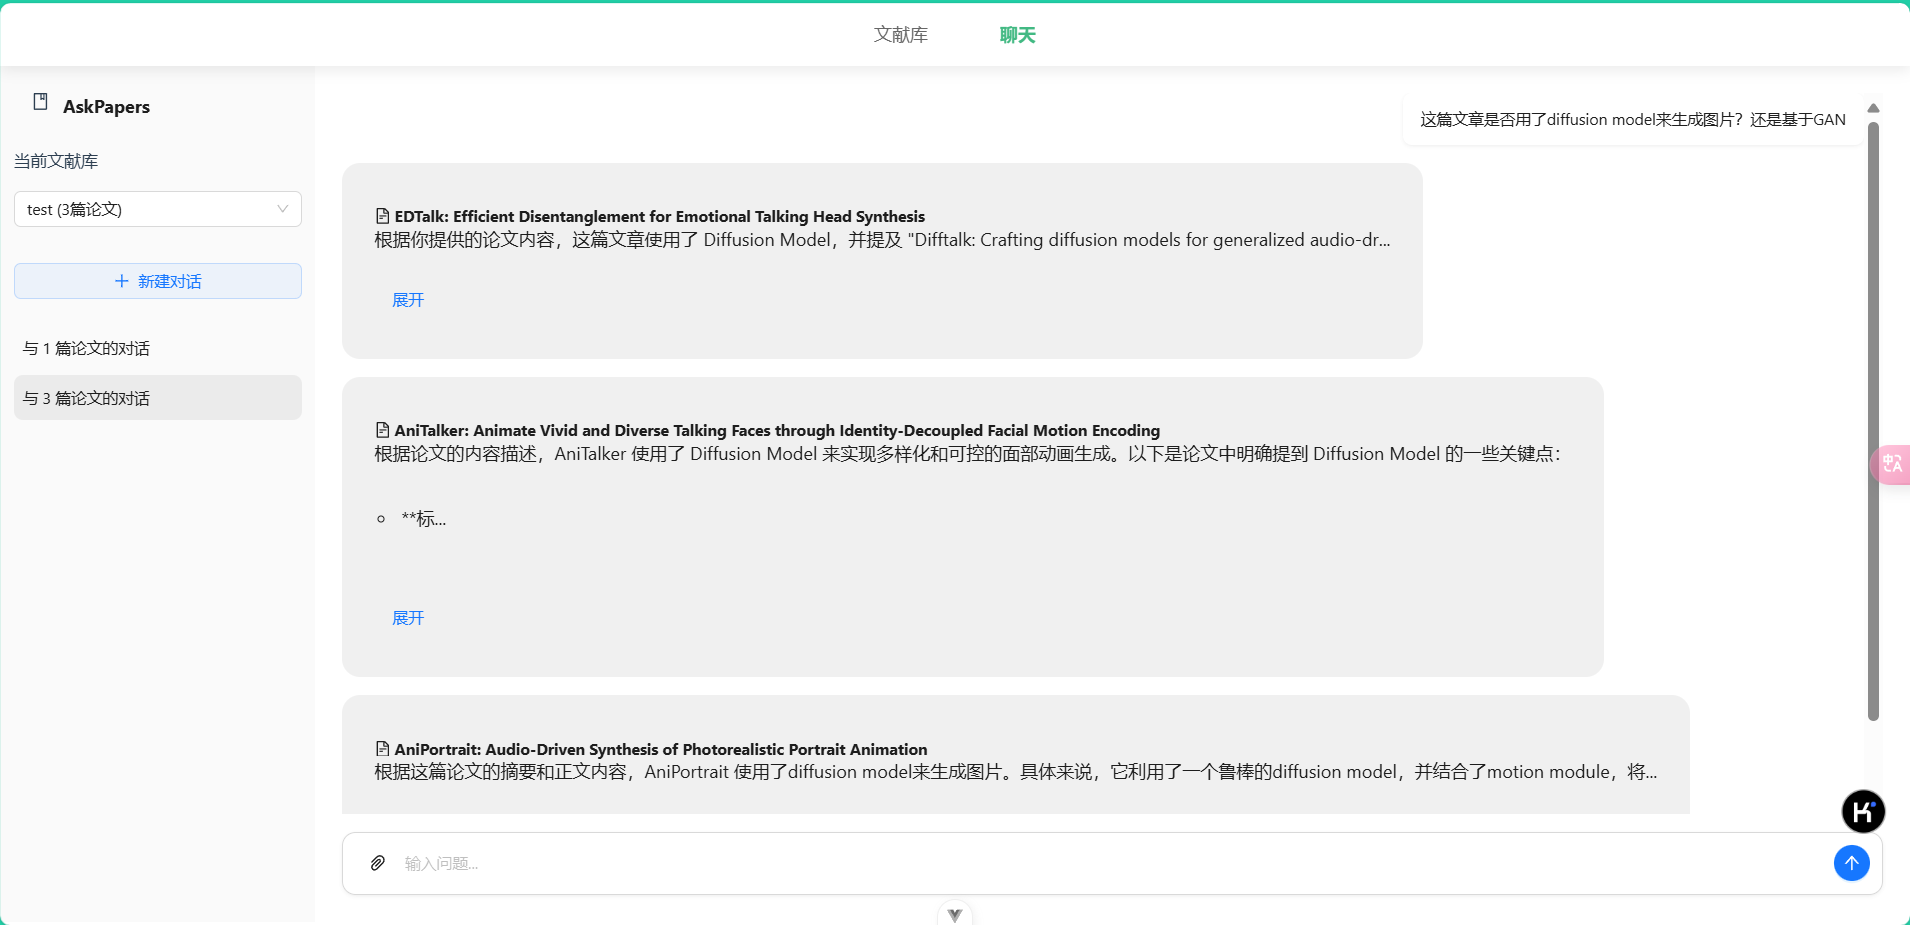 文献库
聊天
AskPapers
当前文献库
test (3篇论文)
新建对话
与 1 篇论文的对话
与 3 篇论文的对话
这篇文章是否用了diffusion model来生成图片？还是基于GAN
EDTalk: Efficient Disentanglement for Emotional Talking Head Synthesis
根据你提供的论文内容，这篇文章使用了 Diffusion Model，并提及 "Difftalk: Crafting diffusion models for generalized audio-dr...
展开
AniTalker: Animate Vivid and Diverse Talking Faces through Identity-Decoupled Facial Motion Encoding
根据论文的内容描述，AniTalker 使用了 Diffusion Model 来实现多样化和可控的面部动画生成。以下是论文中明确提到 Diffusion Model 的一些关键点：
**标...
展开
AniPortrait: Audio-Driven Synthesis of Photorealistic Portrait Animation
根据这篇论文的摘要和正文内容，AniPortrait 使用了diffusion model来生成图片。具体来说，它利用了一个鲁棒的diffusion model，并结合了motion module，将...
输入问题...
中A
K